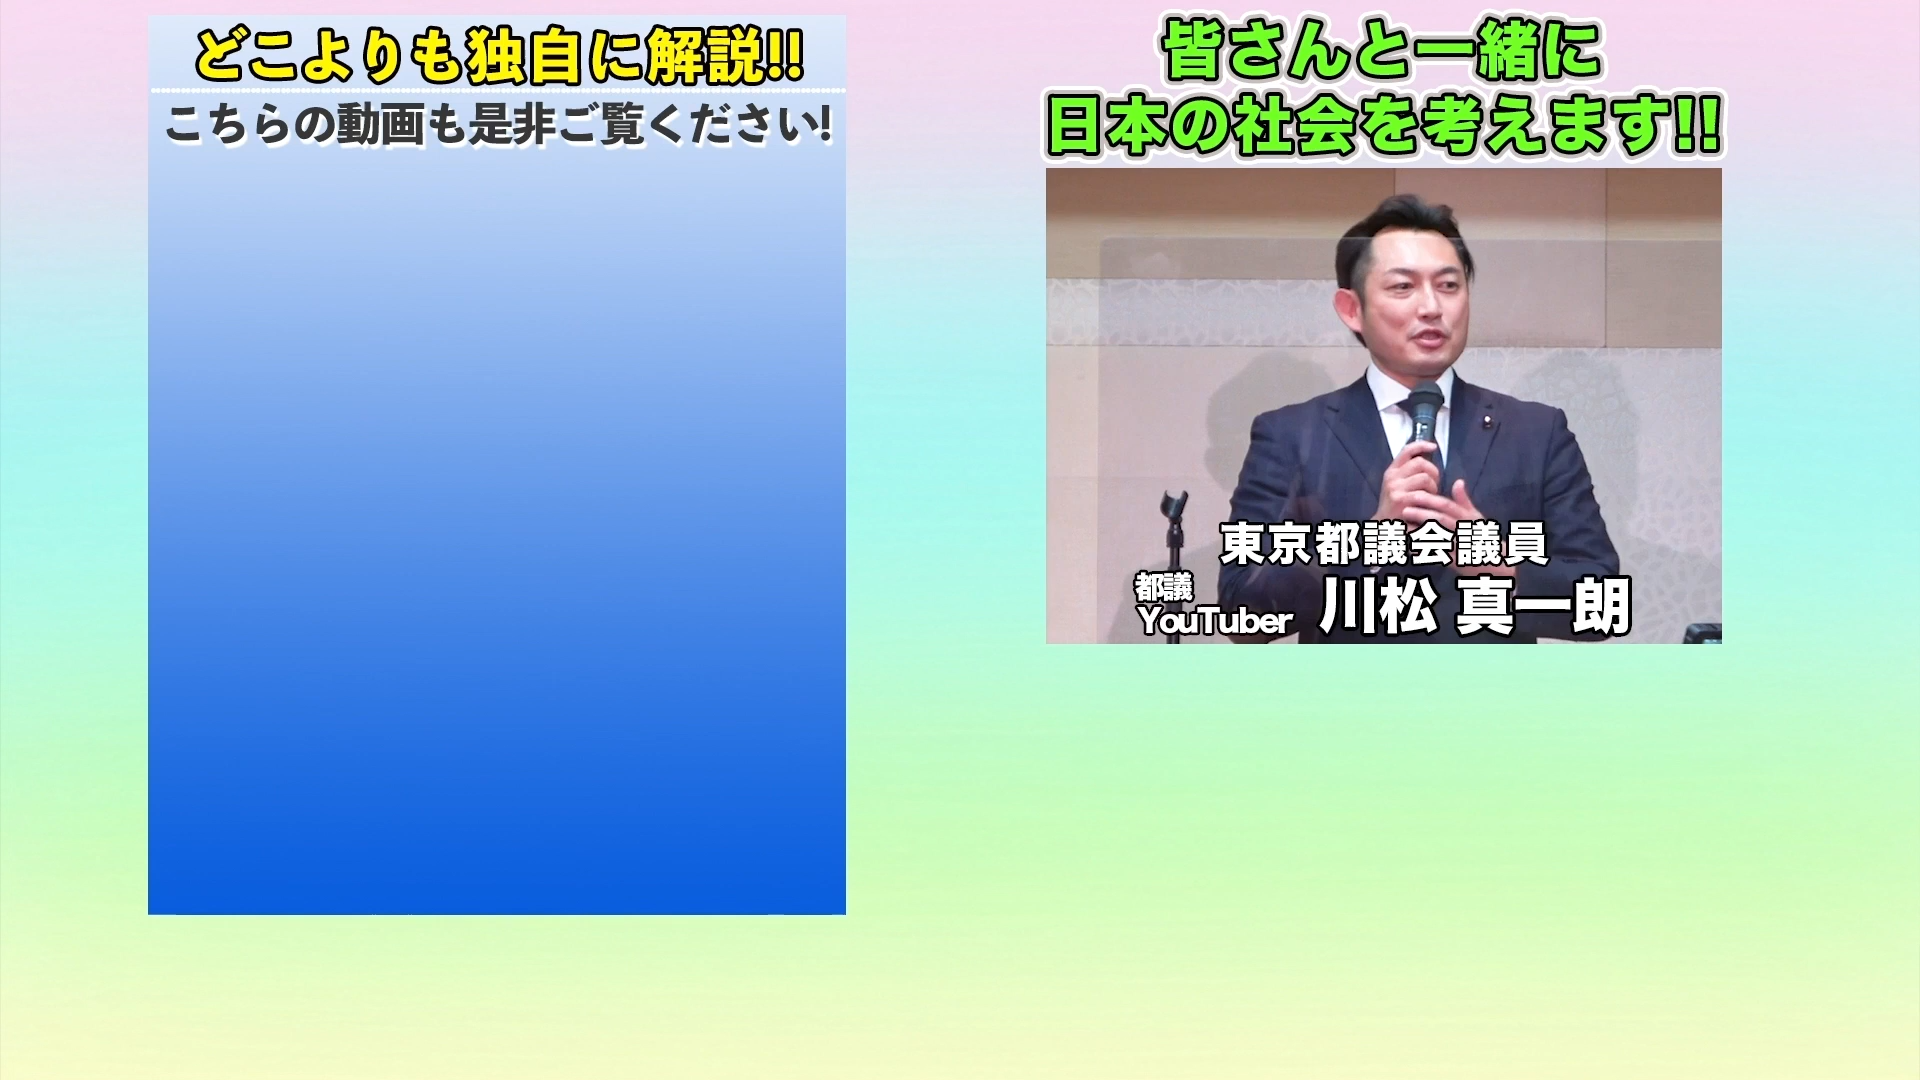 どこよりも独自に解説!!
こちらの動画も是非ご覧ください!
皆さんと一緒に
日本の社会を考えます!!
東京都議会議員
都議
YouTuber 川松 真一朗